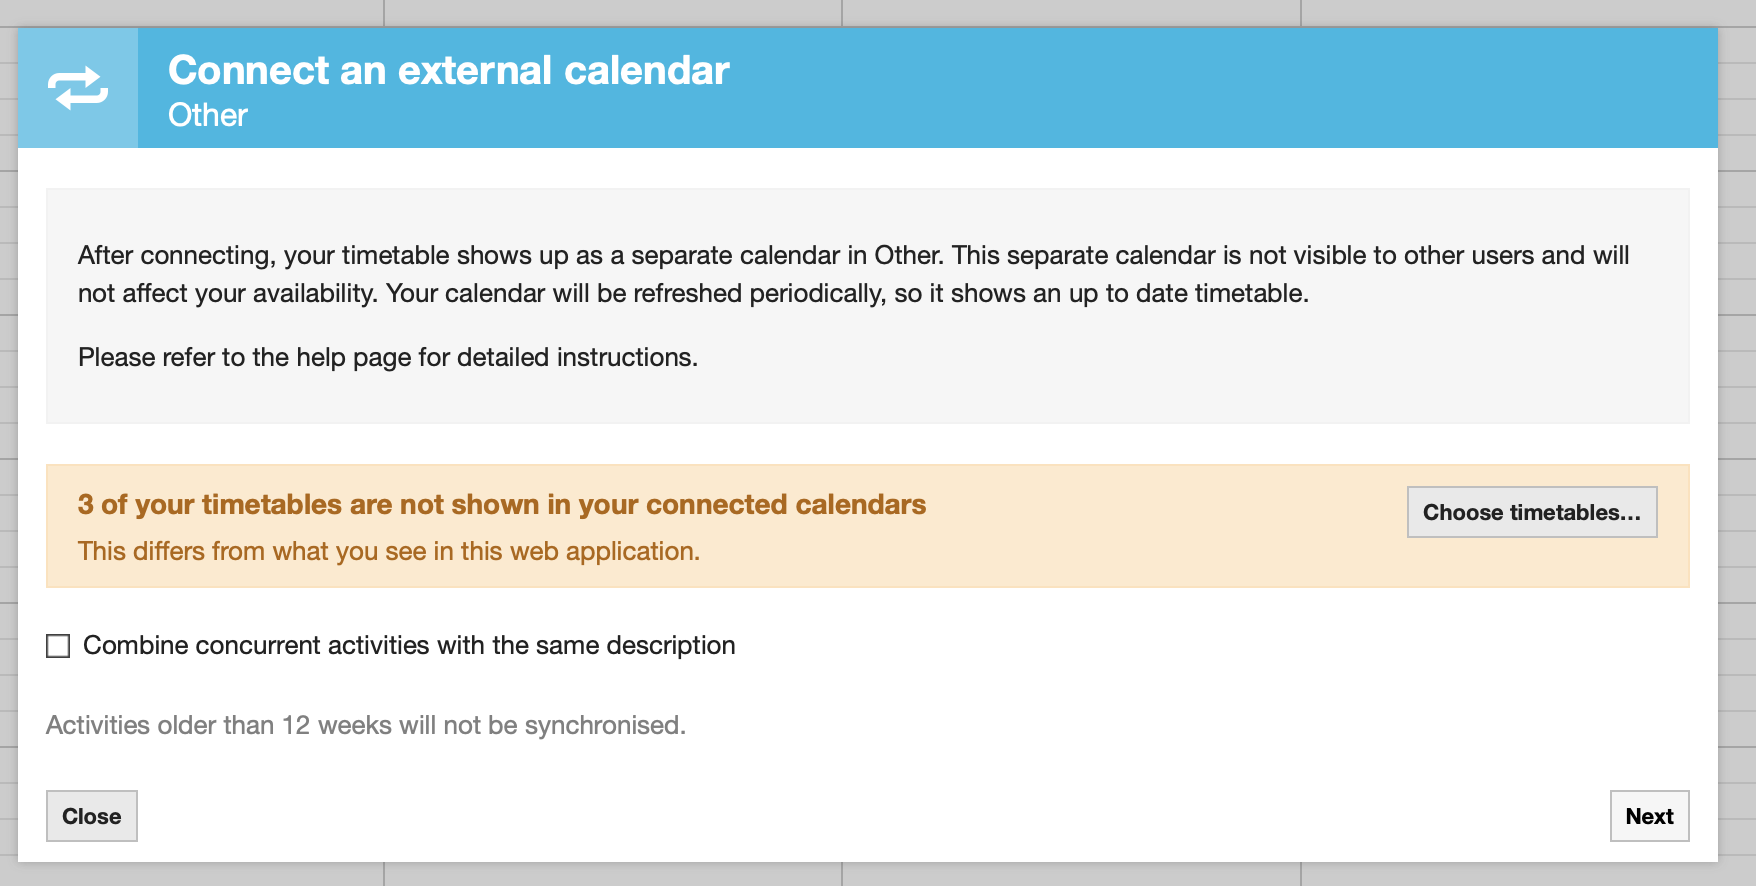 Connect an external calendar
Other
After connecting, your timetable shows up as a separate calendar in Other. This separate calendar is not visible to other users and will
not affect your availability. Your calendar will be refreshed periodically, so it shows an up to date timetable.
Please refer to the help page for detailed instructions.
3 of your timetables are not shown in your connected calendars
Choose timetables...
This differs from what you see in this web application.
Combine concurrent activities with the same description
Activities older than 12 weeks will not be synchronised.
Close
Next